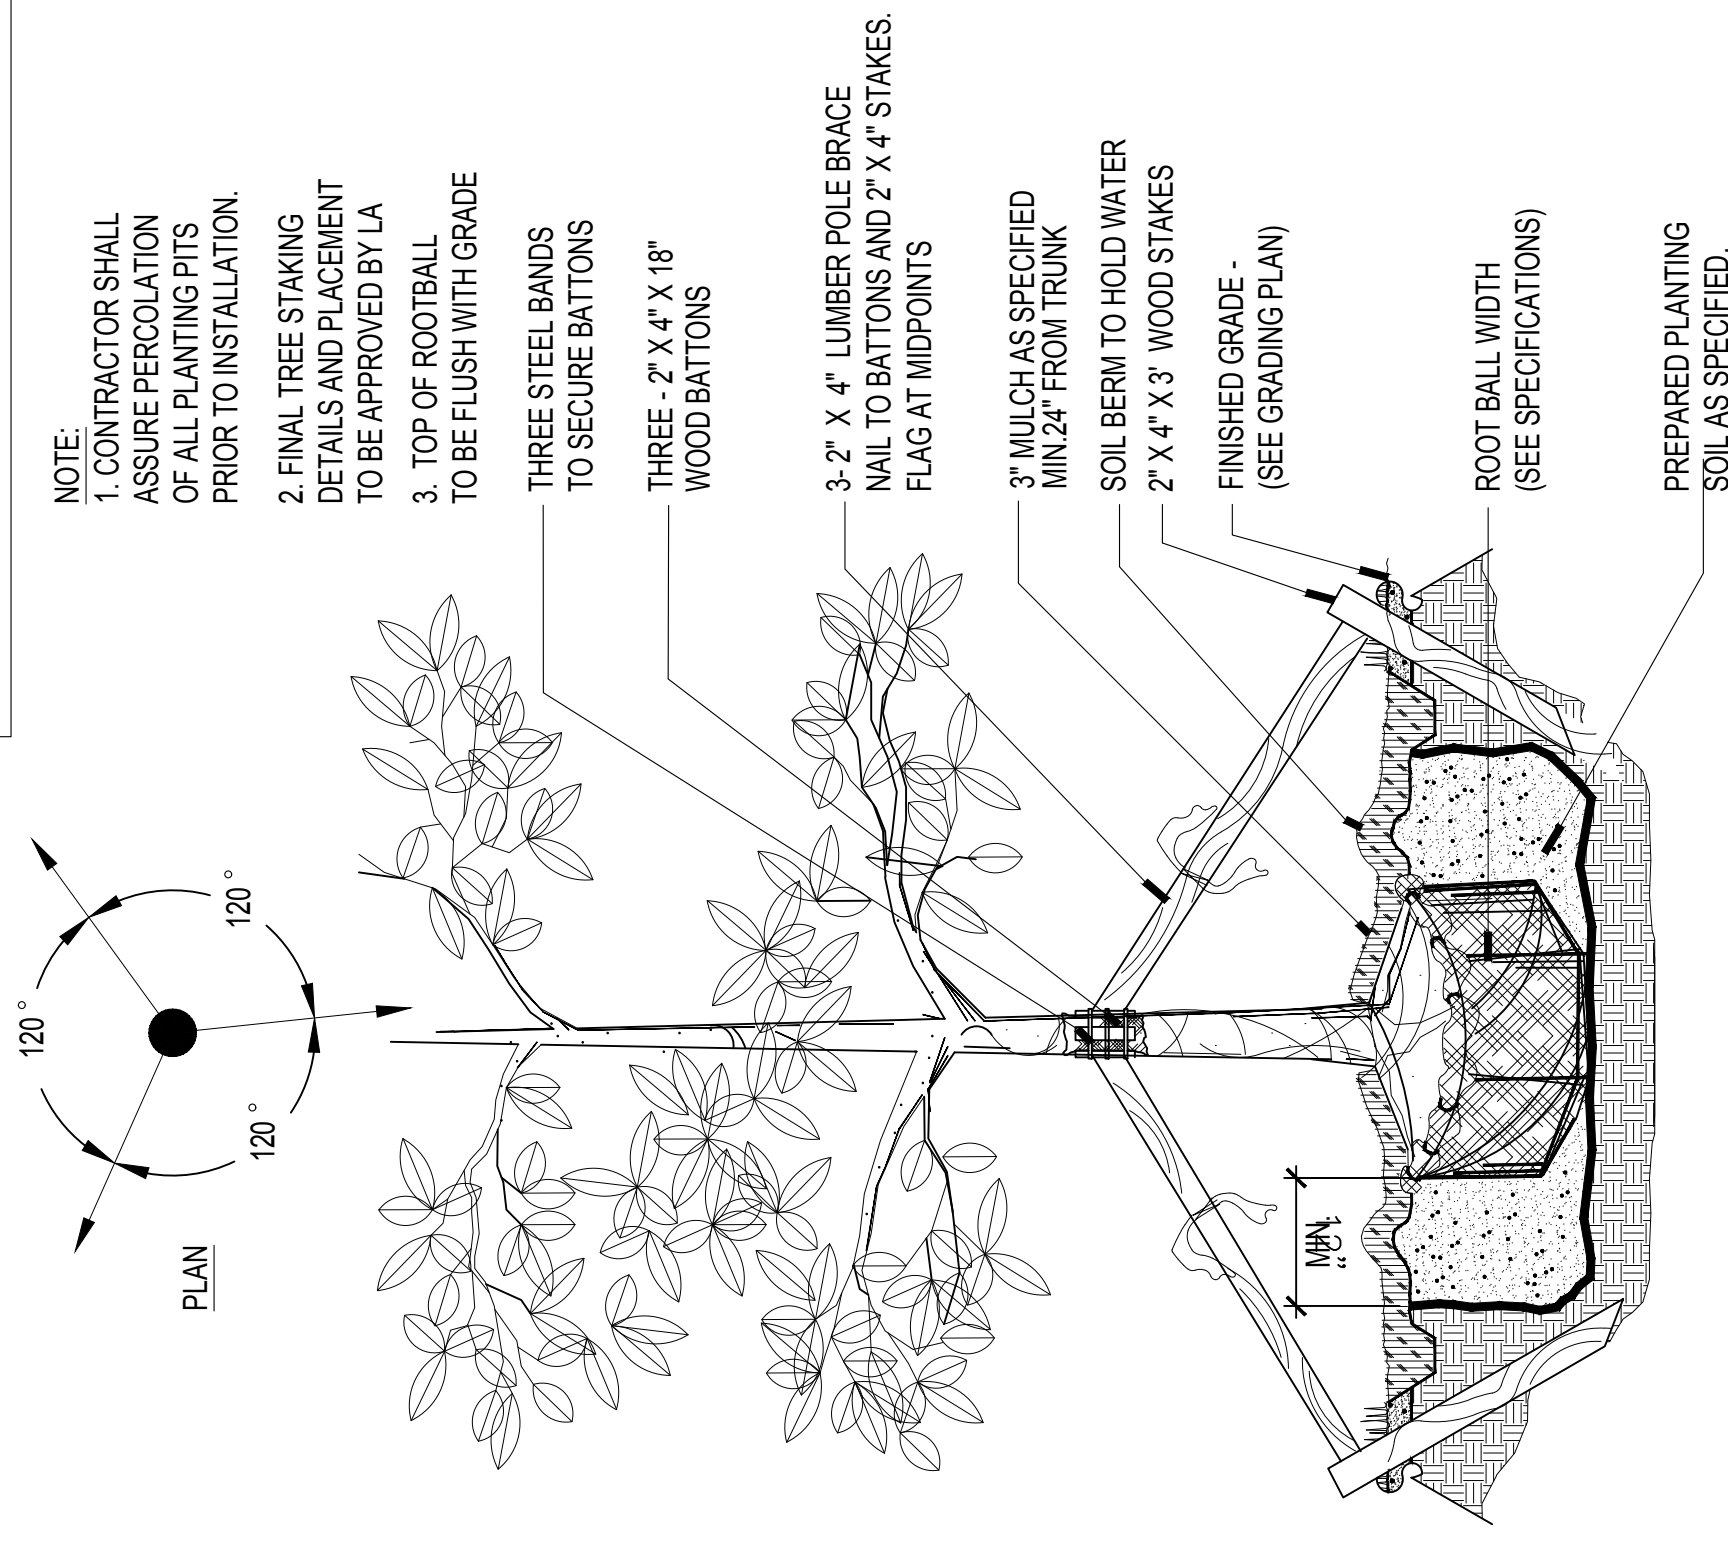 PLAN
120°
120°
120°
NOTE:
1. CONTRACTOR SHALL
ASSURE PERCOLATION
OF ALL PLANTING PITS
PRIOR TO INSTALLATION.
2. FINAL TREE STAKING
DETAILS AND PLACEMENT
TO BE APPROVED BY LA
3. TOP OF ROOTBALL
TO BE FLUSH WITH GRADE
THREE STEEL BANDS
TO SECURE BATTONS
THREE - 2" X 4" X 18"
WOOD BATTONS
3- 2" X 4" LUMBER POLE BRACE
NAIL TO BATTONS AND 2" X 4" STAKES.
FLAG AT MIDPOINTS
3" MULCH AS SPECIFIED
MIN.24" FROM TRUNK
SOIL BERM TO HOLD WATER
2" X 4" X 3' WOOD STAKES
FINISHED GRADE -
(SEE GRADING PLAN)
ROOT BALL WIDTH
(SEE SPECIFICATIONS)
PREPARED PLANTING
SOIL AS SPECIFIED.
MIN.